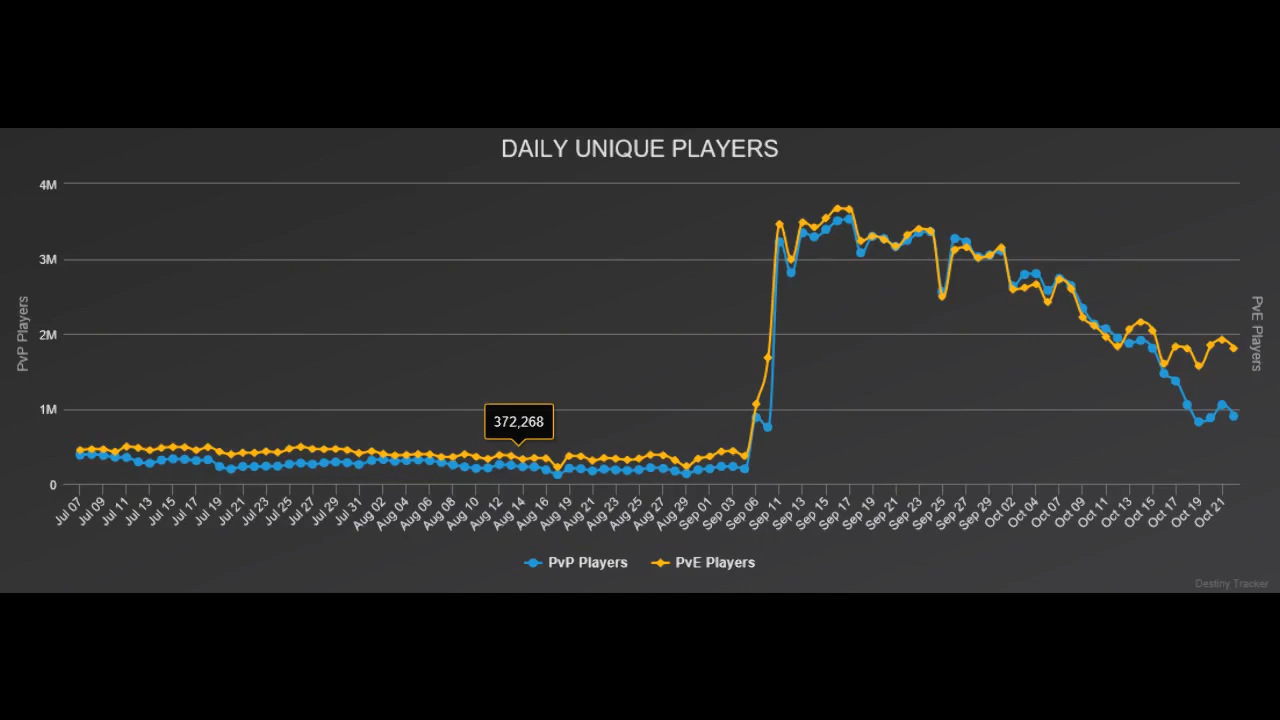 DAILY UNIQUE PLAYERS
4M
3M
2M
1M
0
PvP Players
PvE Players
372,268
Jul 07 Jul 09 Jul 11 Jul 13 Jul 15 Jul 17 Jul 19 Jul 21 Jul 23 Jul 25 Jul 27 Jul 29 Jul 31 Aug 02 Aug 04 Aug 06 Aug 08 Aug 10 Aug 12 Aug 14 Aug 16 Aug 19 Aug 21 Aug 23 Aug 25 Aug 27 Aug 29 Sep 01 Sep 03 Sep 06 Sep 11 Sep 15 Sep 17 Sep 19 Sep 21 Sep 23 Sep 25 Sep 27 Sep 29 Oct 02 Oct 04 Oct 07 Oct 09 Oct 11 Oct 13 Oct 15 Oct 17 Oct 19 Oct 21
PvP Players PvE Players
Destiny Tracker